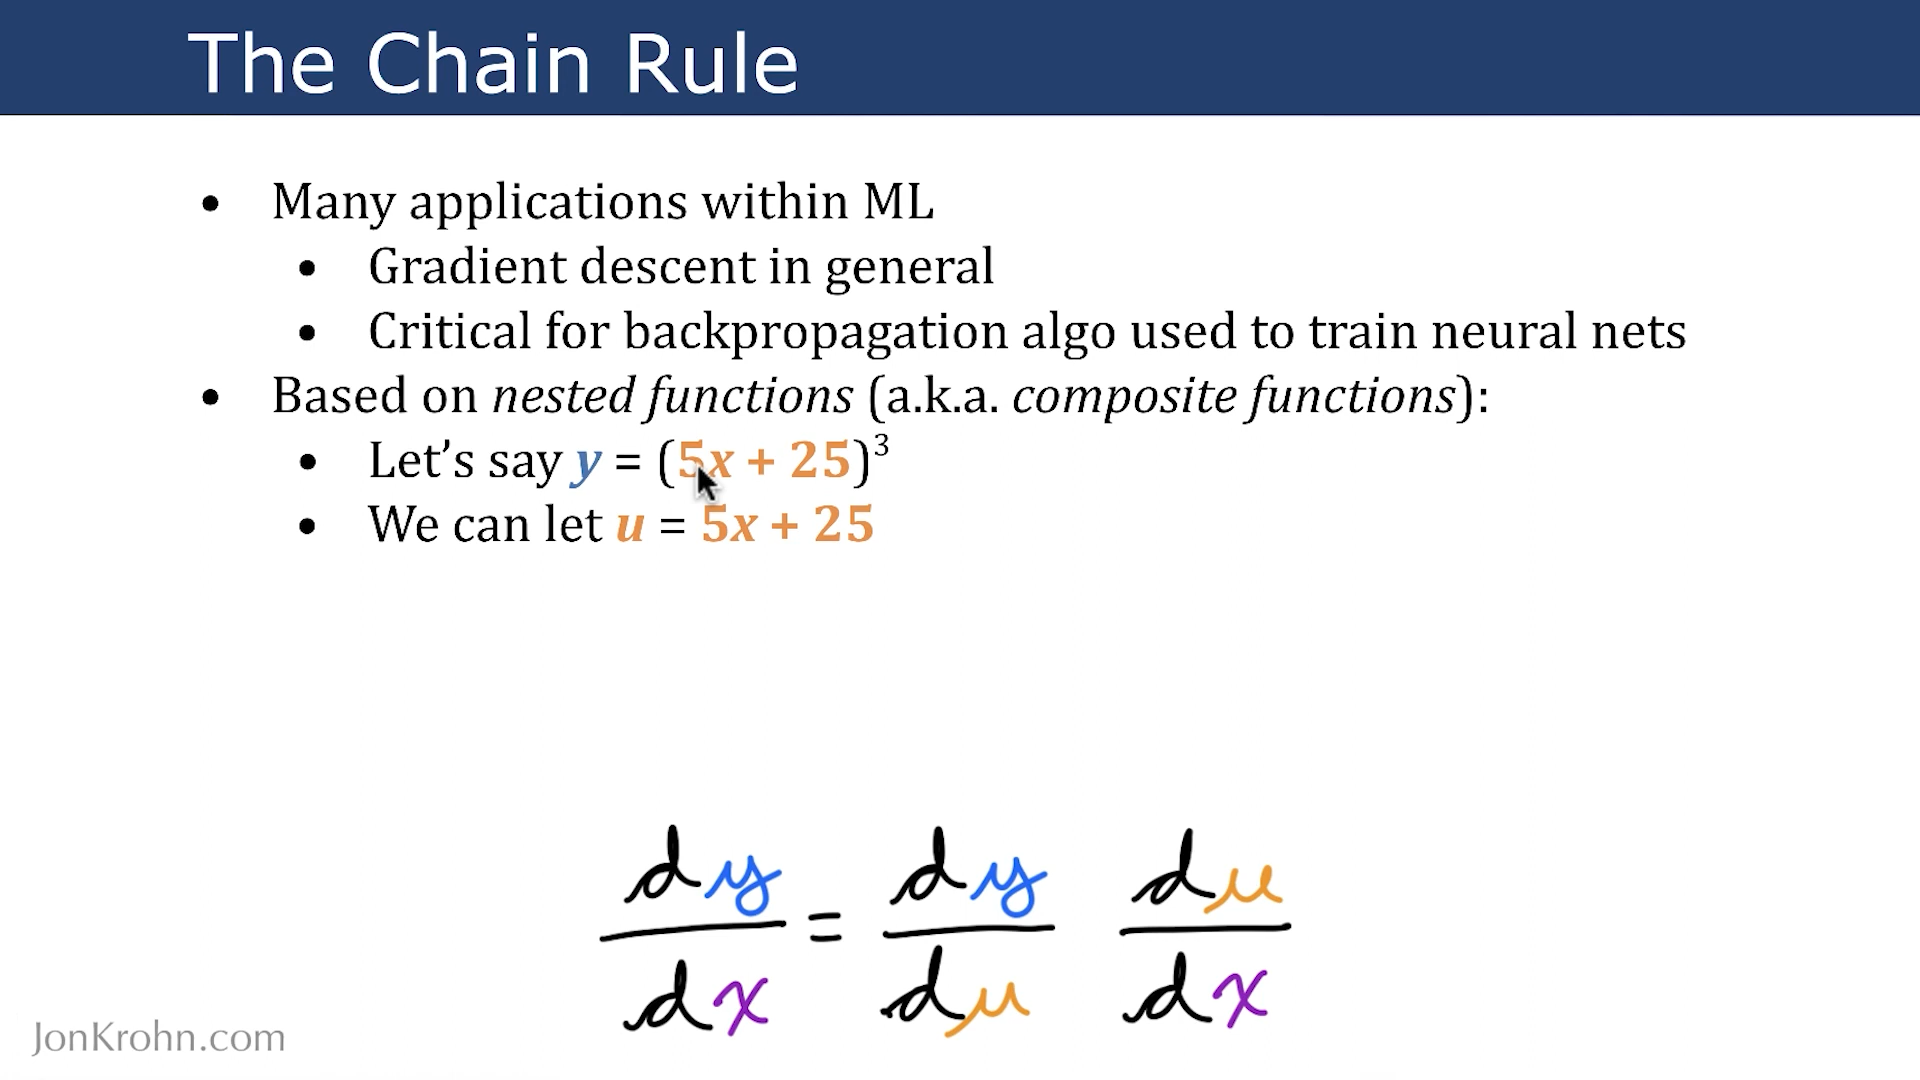 The Chain Rule
• Many applications within ML
• Gradient descent in general
• Critical for backpropagation algo used to train neural nets
• Based on nested functions (a.k.a. composite functions):
• Let’s say y = (5x + 25)³
• We can let u = 5x + 25
dy/dx = dy/du du/dx
JonKrohn.com